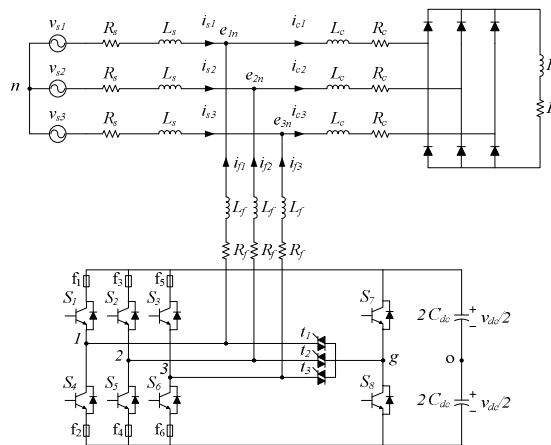 v_s1 R_s L_s i_s1 e_1n i_c1 L_c R_c
v_s2 R_s L_s i_s2 e_2n i_c2 L_c R_c
n
v_s3 R_s L_s i_s3 e_3n i_c3 L_c R_c
i_f1 i_f2 i_f3
L_f L_f L_f
R_f R_f R_f
f_1 f_3 f_5
S_1 S_2 S_3 S_7
2C_dc + − v_dc/2
1 t_1
2 t_2 g o
3 t_3
S_4 S_5 S_6 S_8
2C_dc + − v_dc/2
f_2 f_4 f_6